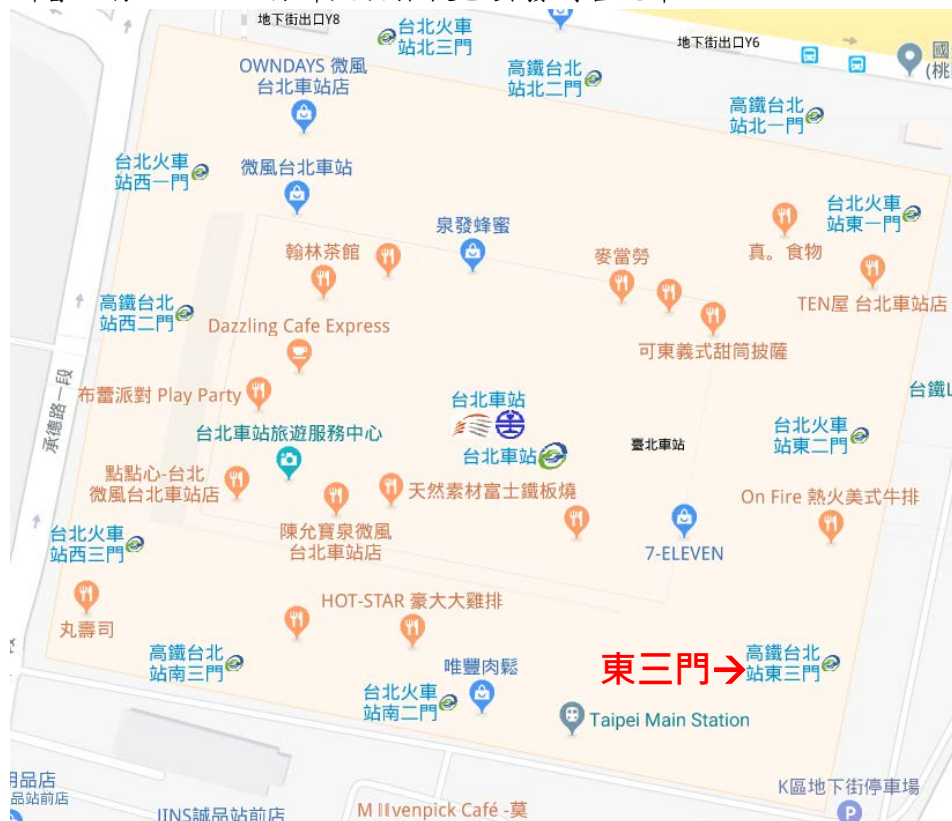 地下街出口Y8
台北火車
站北三門
地下街出口Y6
國
(桃
OWNDAYS 微風
台北車站店
高鐵台北
站北二門
高鐵台北
站北一門
台北火車
站西一門
微風台北車站
台北火車
站東一門
泉發蜂蜜
翰林茶館
麥當勞
真。食物
高鐵台北
站西二門
TEN屋 台北車站店
Dazzling Cafe Express
可東義式甜筒披薩
承德路一段
布蕾派對 Play Party
台北車站
台鐵
台北車站旅遊服務中心
台北火車
站東二門
臺北車站
台北車站
點點心-台北
微風台北車站店
天然素材富士鐵板燒
On Fire 熱火美式牛排
陳允寶泉微風
台北車站店
台北火車
站西三門
7-ELEVEN
HOT-STAR 豪大大雞排
丸壽司
高鐵台北
站南三門
唯豐肉鬆
東三門→
高鐵台北
站東三門
台北火車
站南二門
Taipei Main Station
用品店
品站前店
K區地下街停車場
JINS誠品站前店
venpick Café -莫
P